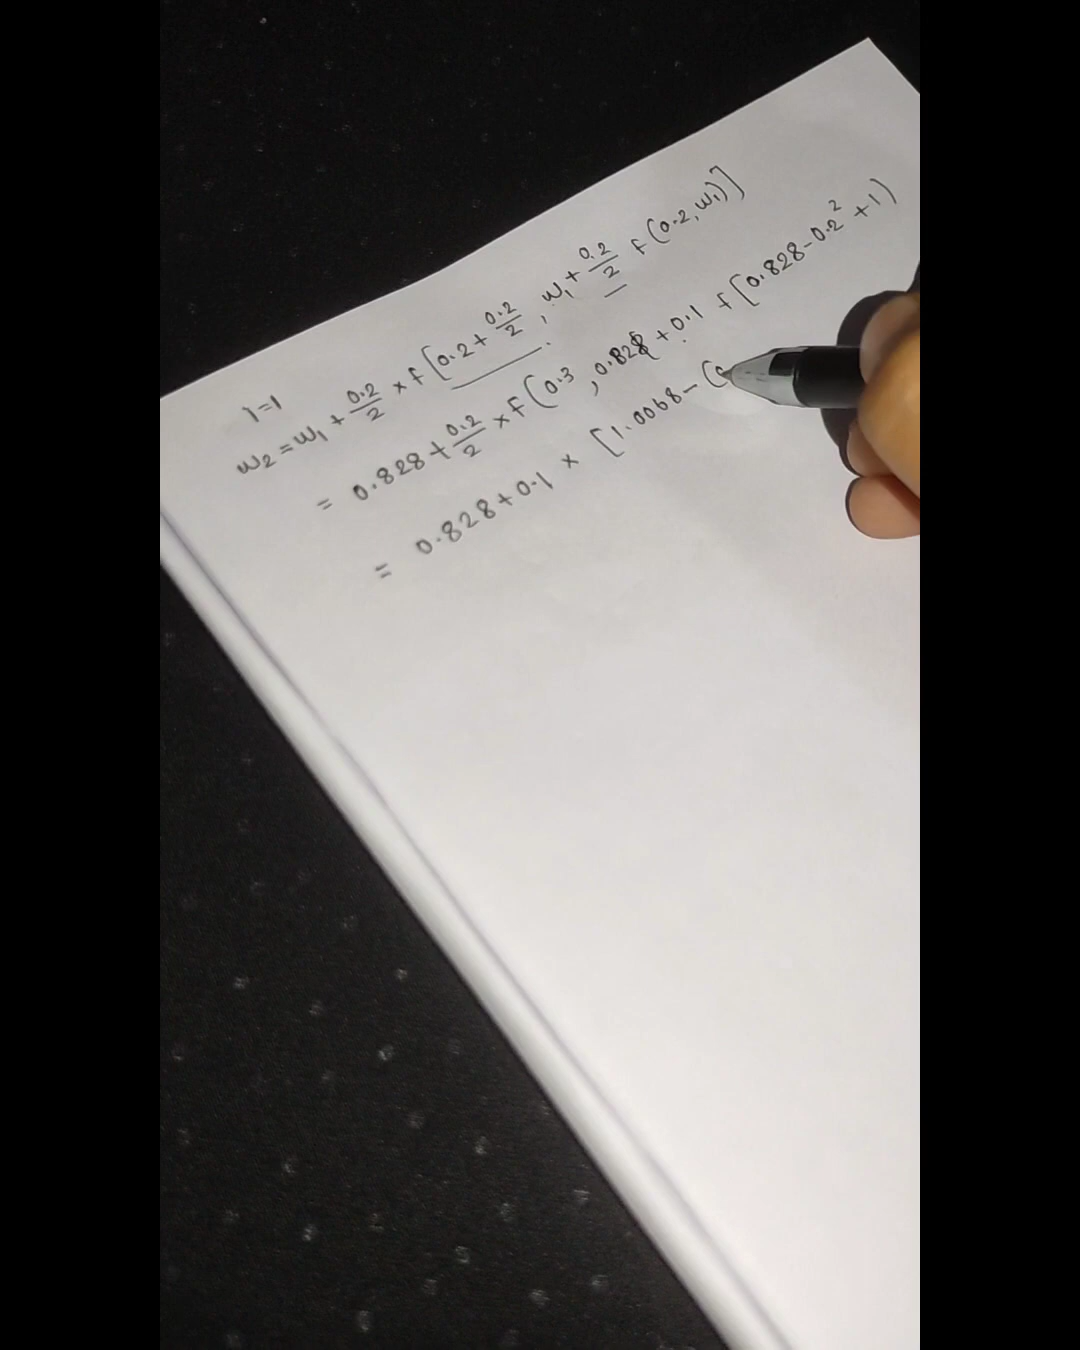 i=1
w₂ = w₁ + 0.2/2 × f [0.2 + 0.2/2 , w₁ + 0.2/2 f (0.2, w₁)]
= 0.828 + 0.2/2 × f (0.3 , 0.828 + 0.1 f [0.828 - 0.2² + 1)
= 0.828 + 0.1 × [1.0068 - (